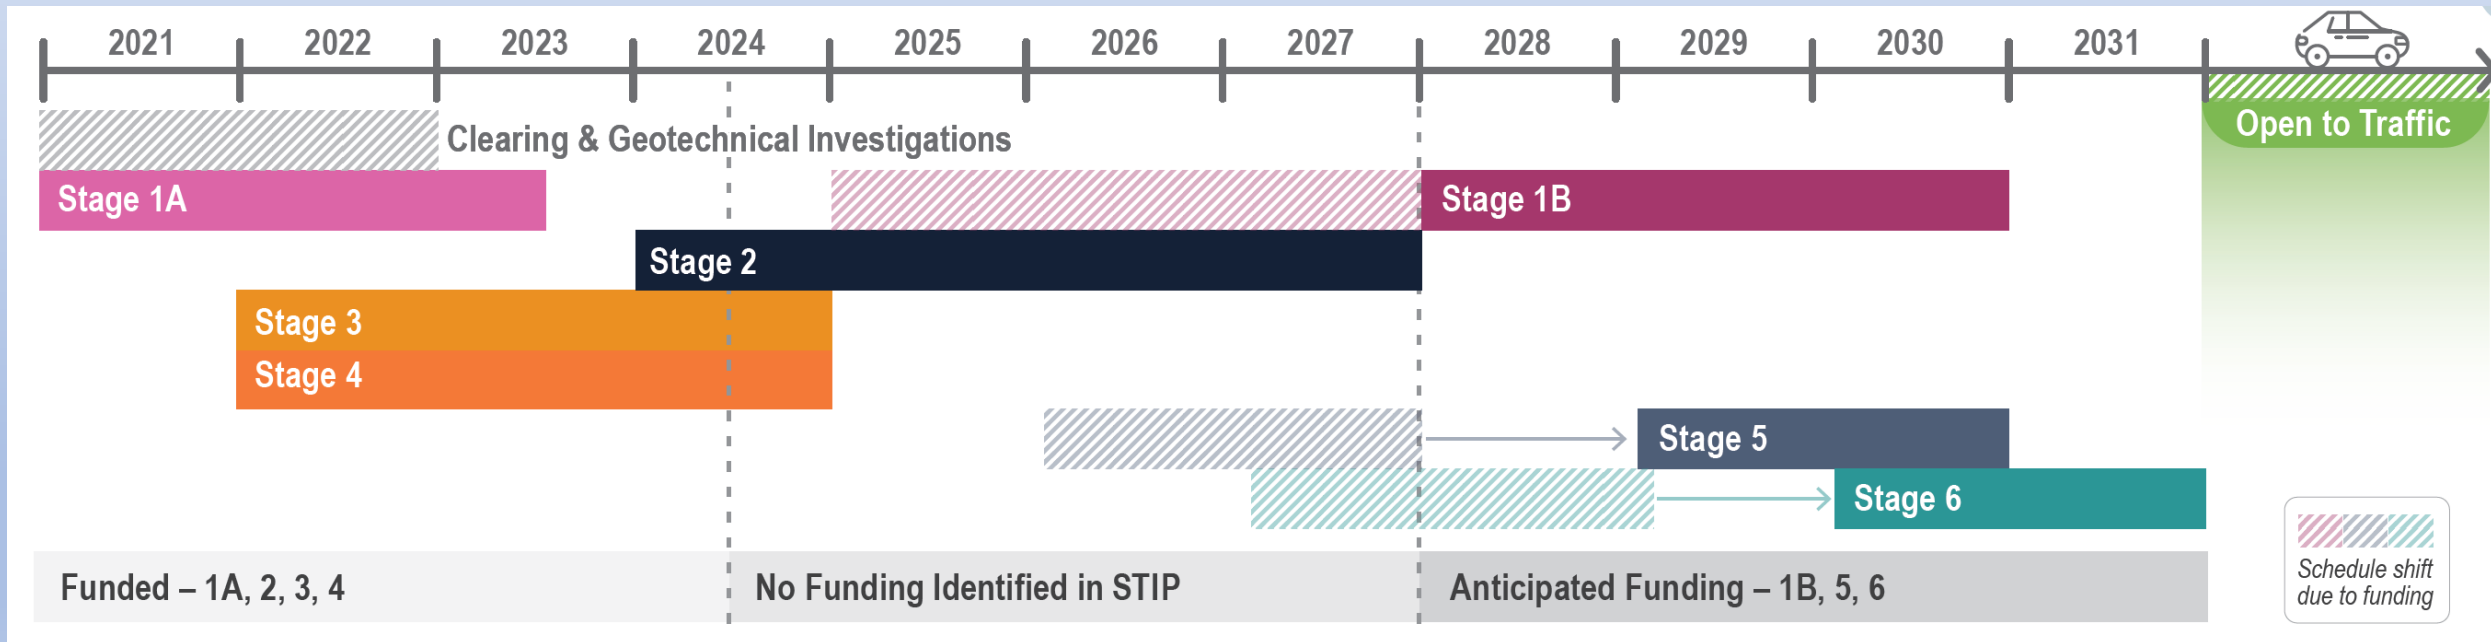 2021 2022 2023 2024 2025 2026 2027 2028 2029 2030 2031
Open to Traffic
Clearing & Geotechnical Investigations
Stage 1A
Stage 1B
Stage 2
Stage 3
Stage 4
Stage 5
Stage 6
Funded – 1A, 2, 3, 4
No Funding Identified in STIP
Anticipated Funding – 1B, 5, 6
Schedule shift
due to funding